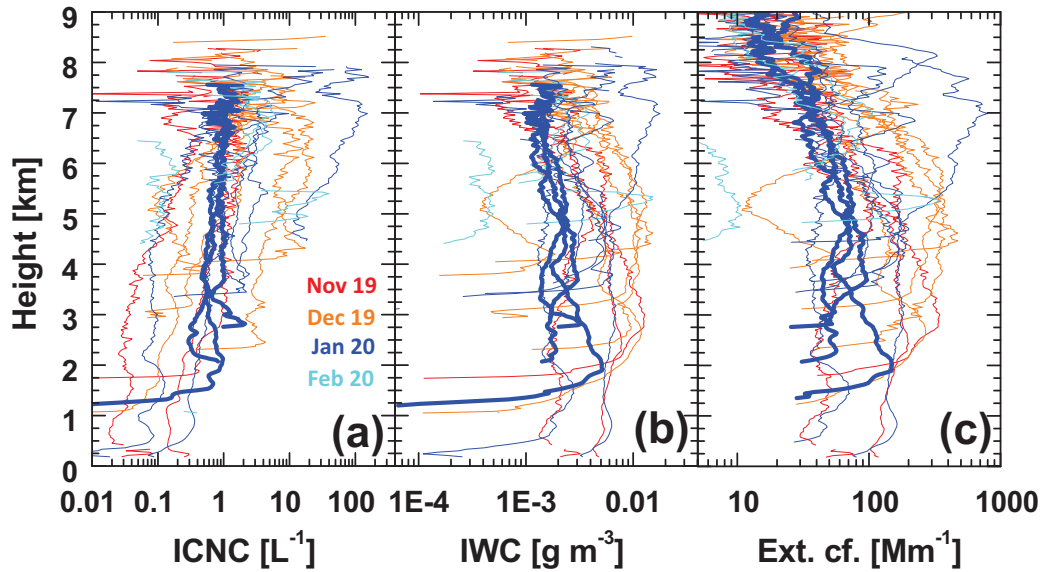 9
8
7
6
5
4
3
2
1
0
Height [km]
Nov 19
Dec 19
Jan 20
Feb 20
(a) (b) (c)
0.01 0.1 1 10 100 1E-4 1E-3 0.01 10 100 1000
ICNC [L⁻¹] IWC [g m⁻³] Ext. cf. [Mm⁻¹]